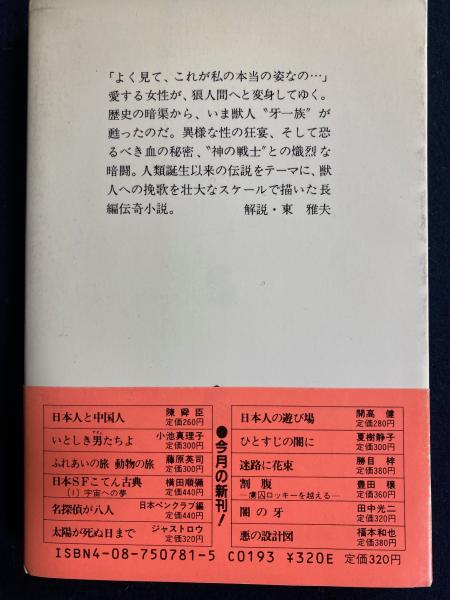 「よく見て、これが私の本当の姿なの…」
愛する女性が、狼人間へと変身してゆく。
歴史の暗渠から、いま獣人〝牙一族〟が
甦ったのだ。異様な性の狂宴、そして恐
るべき血の秘密、〝神の戦士〟との熾烈な
暗闘。人類誕生以来の伝説をテーマに、獣
人への挽歌を壮大なスケールで描いた長
編伝奇小説。 解説・東 雅夫
日本人と中国人 陳舜臣 定価260円
いとしき男たちよ 小池真理子 定価300円
ふれあいの旅 動物の旅 藤原英司 定価300円
日本SFこてん古典 (1)宇宙への夢 横田順彌 定価440円
名探偵が八人 日本ペンクラブ編 定価440円
太陽が死ぬ日まで ジャストロウ 定価320円
●今月の新刊!
日本人の遊び場 開高健 定価280円
ひとすじの闇に 夏樹静子 定価300円
迷路に花束 勝目梓 定価380円
割腹 ―虜囚ロッキーを越える― 豊田穣 定価360円
闇の牙 田中光二 定価320円
悪の設計図 福本和也 定価380円
ISBN4-08-750781-5 C0193 ¥320E 定価320円